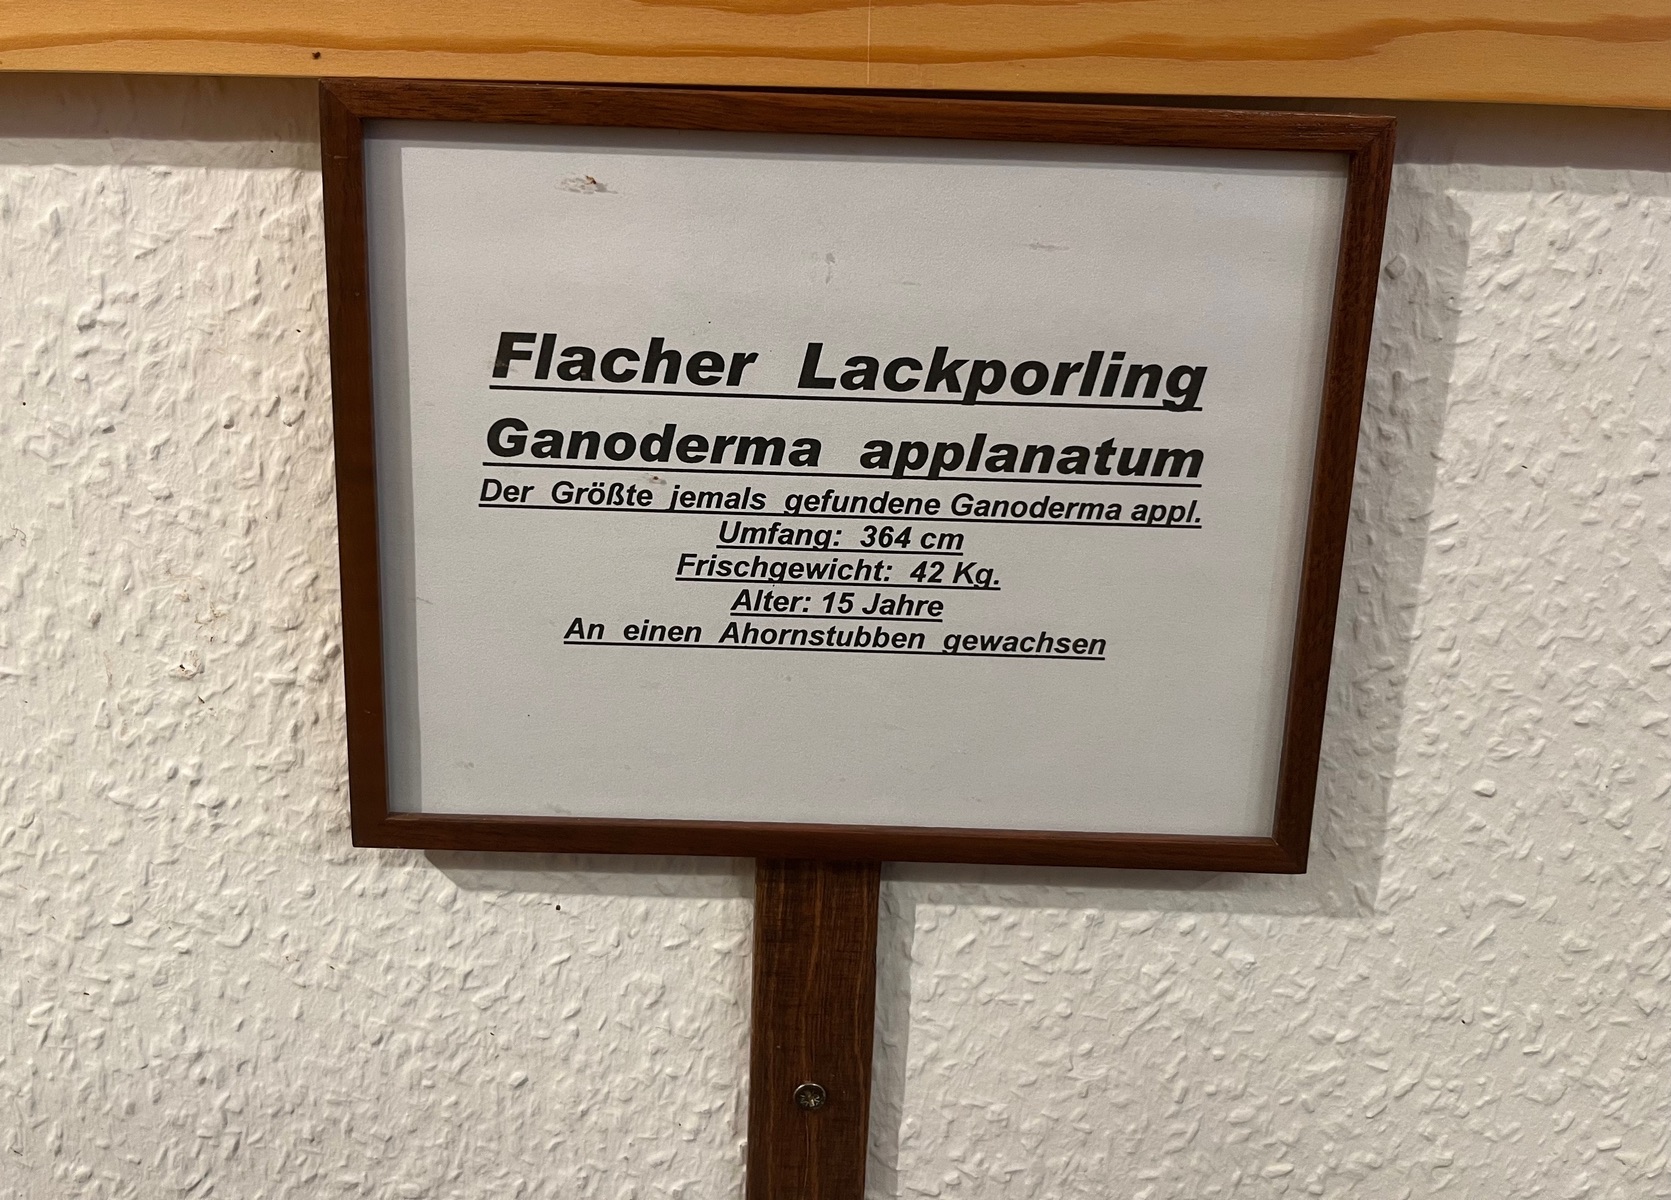 Flacher Lackporling
Ganoderma applanatum
Der Größte jemals gefundene Ganoderma appl.
Umfang: 364 cm
Frischgewicht: 42 Kg.
Alter: 15 Jahre
An einen Ahornstubben gewachsen